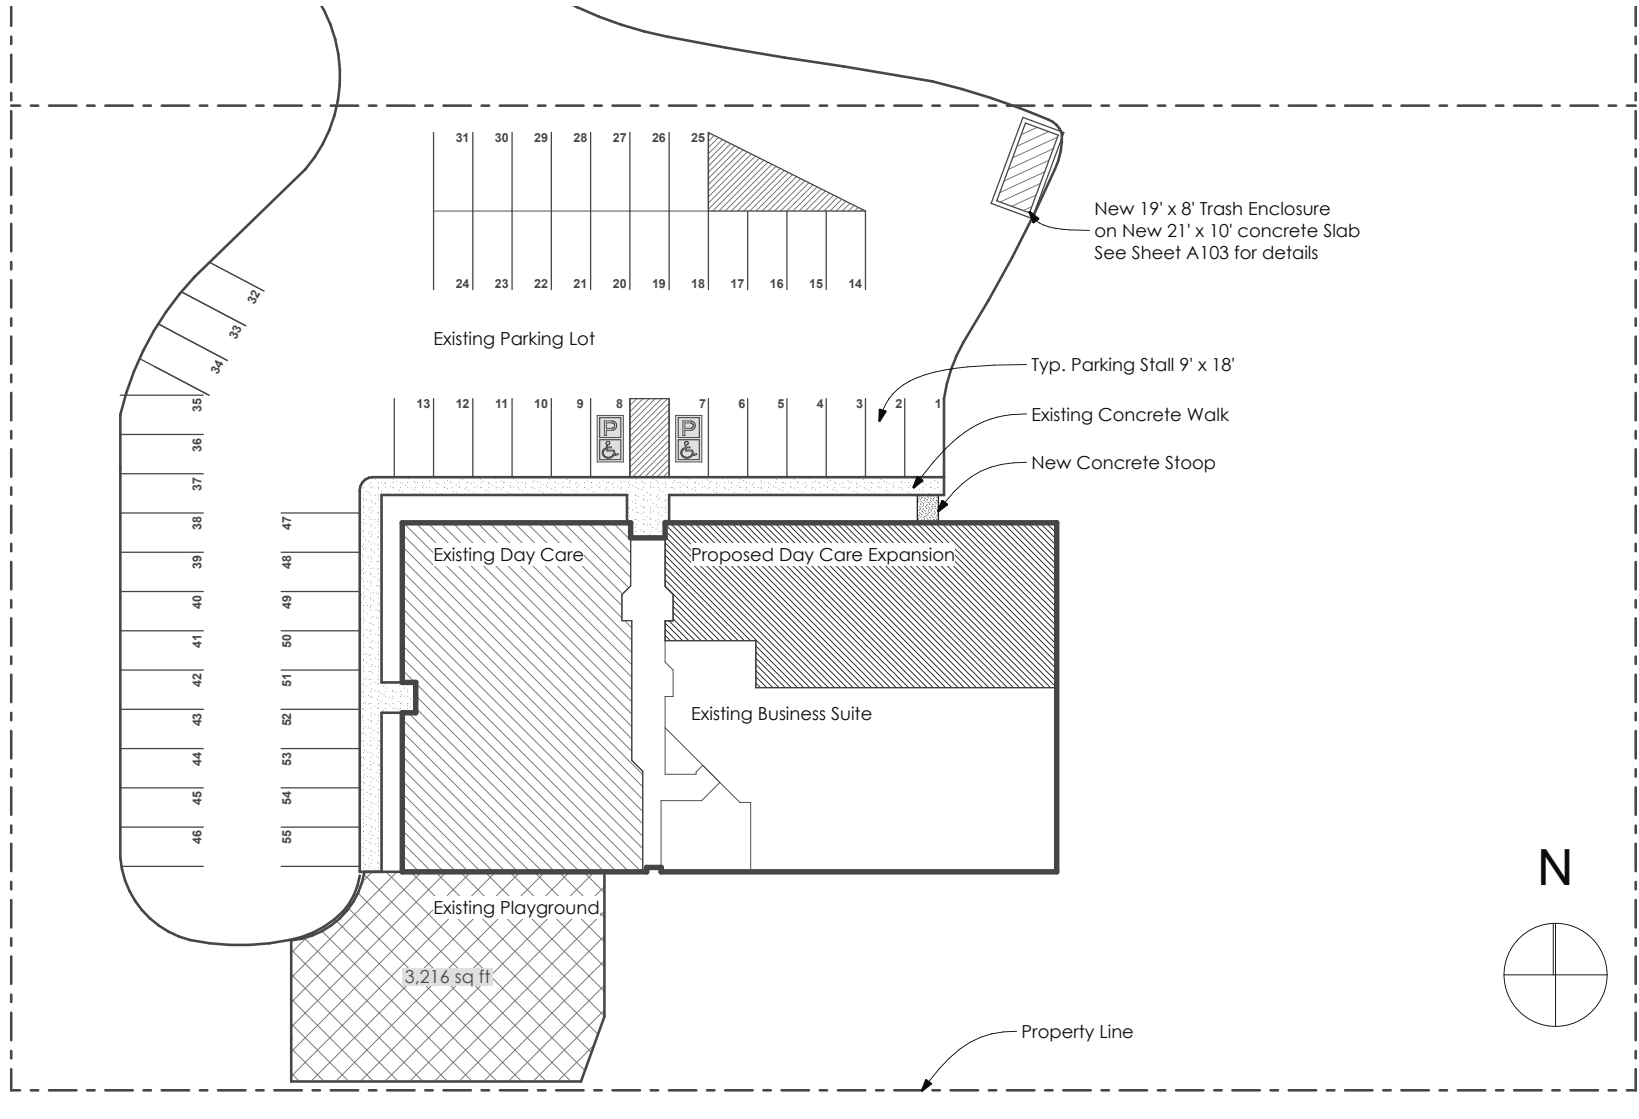 31 30 29 28 27 26 25
New 19' x 8' Trash Enclosure
on New 21' x 10' concrete Slab
See Sheet A103 for details
24 23 22 21 20 19 18 17 16 15 14
32
33
34
Existing Parking Lot
Typ. Parking Stall 9' x 18'
35
13 12 11 10 9 8 7 6 5 4 3 2 1
P P
Existing Concrete Walk
36
New Concrete Stoop
37
38 47
39 48
40 49
41 50
42 51
43 52
44 53
45 54
46 55
Existing Day Care
Proposed Day Care Expansion
Existing Business Suite
N
Existing Playground
3,216 sq ft
Property Line